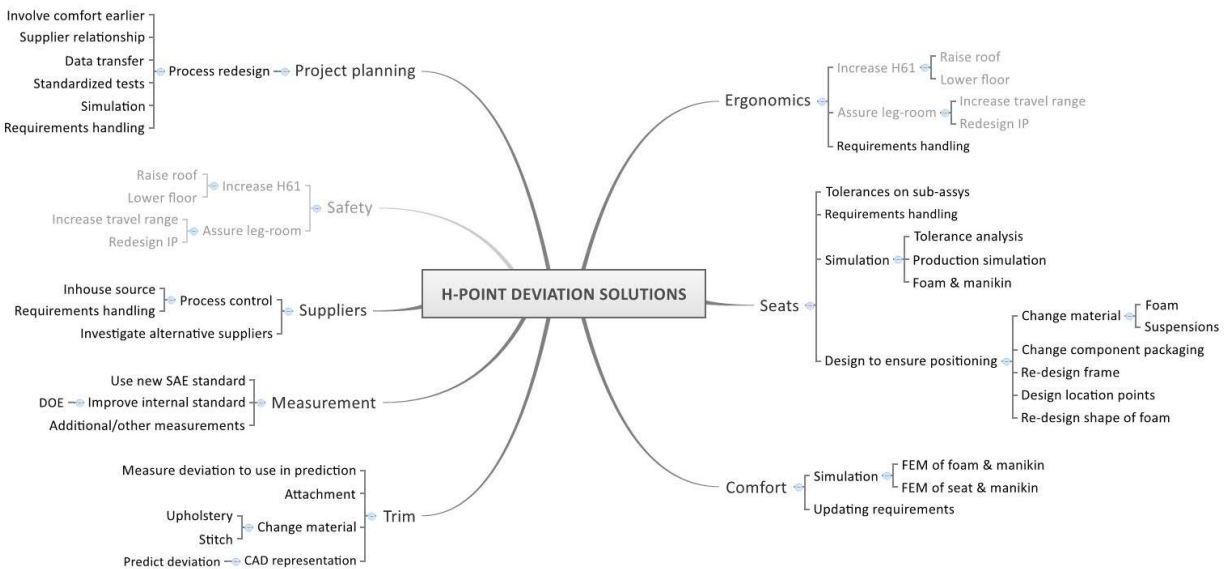 H-POINT DEVIATION SOLUTIONS
Project planning
Process redesign
Involve comfort earlier
Supplier relationship
Data transfer
Standardized tests
Simulation
Requirements handling
Safety
Increase H61
Raise roof
Lower floor
Assure leg-room
Increase travel range
Redesign IP
Suppliers
Process control
Inhouse source
Requirements handling
Investigate alternative suppliers
Measurement
Use new SAE standard
Improve internal standard
DOE
Additional/other measurements
Trim
Measure deviation to use in prediction
Attachment
Change material
Upholstery
Stitch
CAD representation
Predict deviation
Ergonomics
Increase H61
Raise roof
Lower floor
Assure leg-room
Increase travel range
Redesign IP
Requirements handling
Seats
Tolerances on sub-assys
Requirements handling
Simulation
Tolerance analysis
Production simulation
Foam & manikin
Design to ensure positioning
Change material
Foam
Suspensions
Change component packaging
Re-design frame
Design location points
Re-design shape of foam
Comfort
Simulation
FEM of foam & manikin
FEM of seat & manikin
Updating requirements